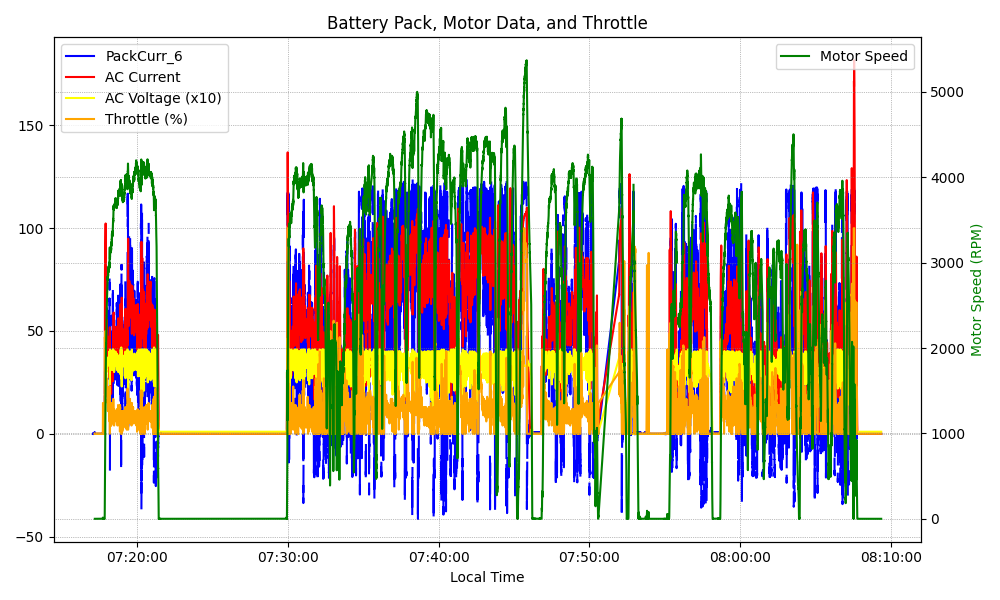 Battery Pack, Motor Data, and Throttle
PackCurr_6
AC Current
AC Voltage (x10)
Throttle (%)
Motor Speed
150
100
50
0
−50
5000
4000
3000
2000
1000
0
Motor Speed (RPM)
07:20:00 07:30:00 07:40:00 07:50:00 08:00:00 08:10:00
Local Time